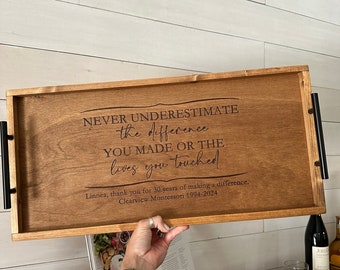 NEVER UNDERESTIMATE
the difference
YOU MADE OR THE
lives you touched
Linnea, thank you for 30 years of making a difference.
Clearview Montessori 1994-2024